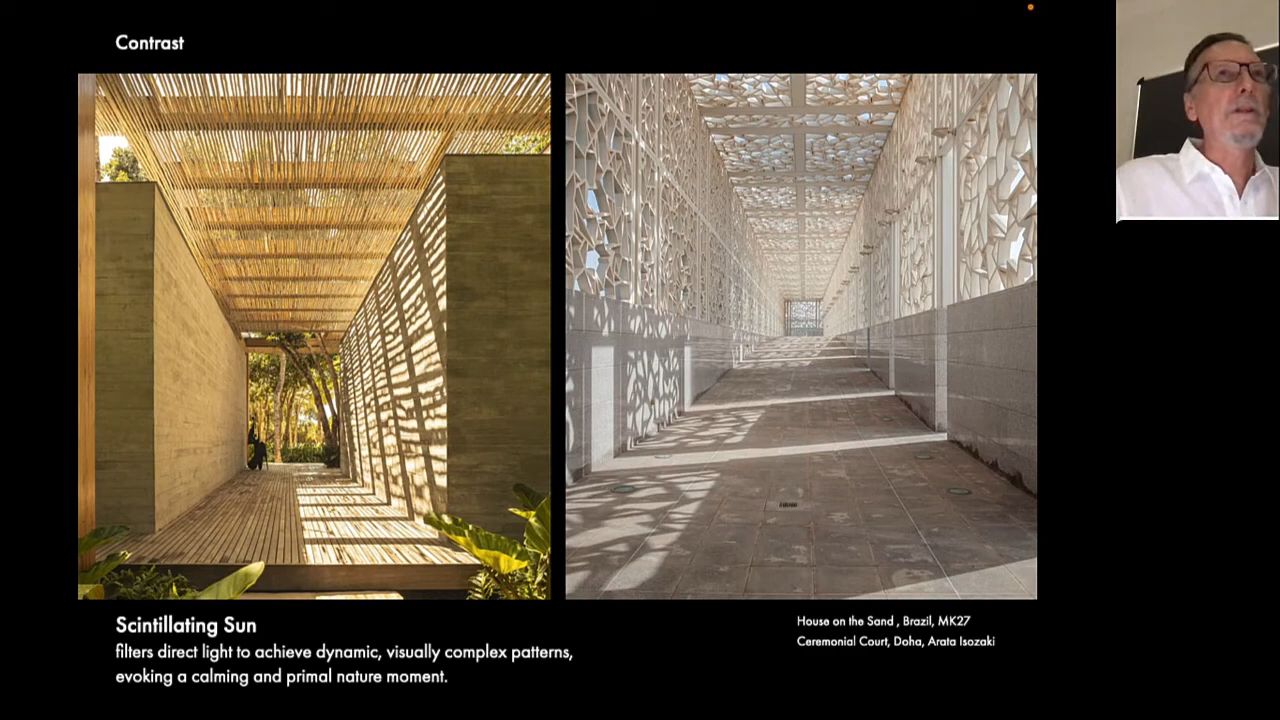 Contrast
Scintillating Sun
filters direct light to achieve dynamic, visually complex patterns,
evoking a calming and primal nature moment.
House on the Sand , Brazil, MK27
Ceremonial Court, Doha, Arata Isozaki